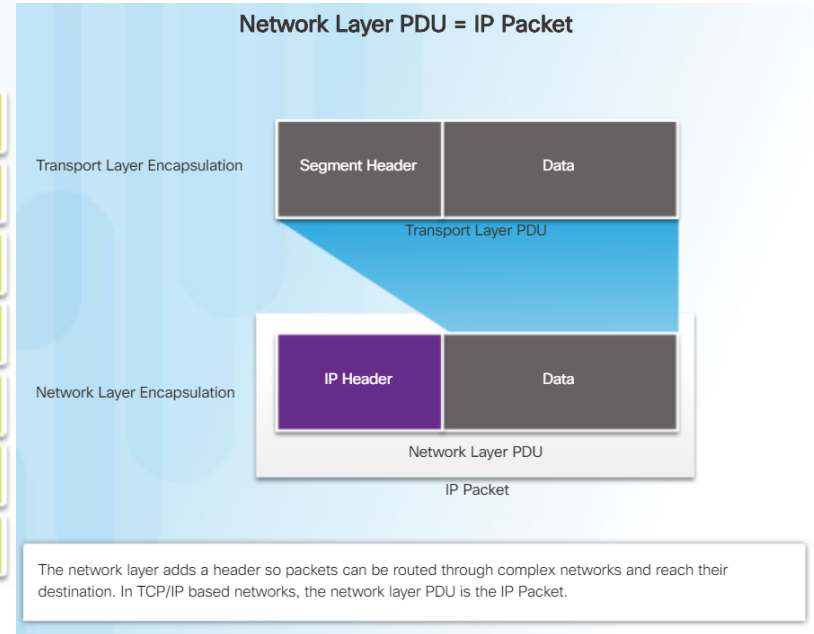 Network Layer PDU = IP Packet
Transport Layer Encapsulation
Segment Header
Data
Transport Layer PDU
Network Layer Encapsulation
IP Header
Data
Network Layer PDU
IP Packet
The network layer adds a header so packets can be routed through complex networks and reach their
destination. In TCP/IP based networks, the network layer PDU is the IP Packet.